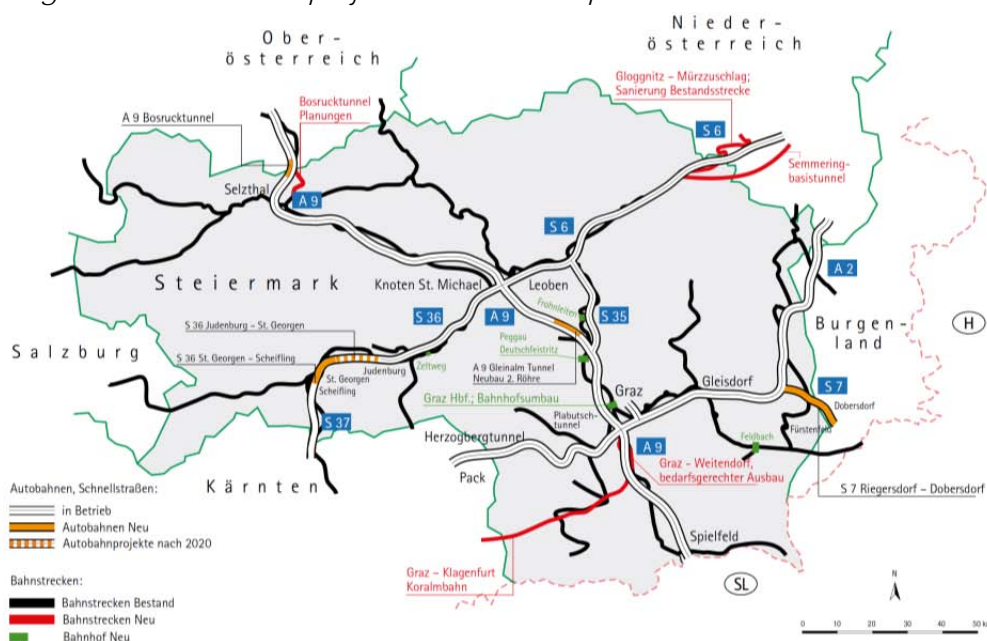 Ober-
österreich
Nieder-
österreich
Gloggnitz – Mürzzuschlag;
Sanierung Bestandsstrecke
Bosrucktunnel
Planungen
A 9 Bosrucktunnel
S 6
Semmering-
basistunnel
Selzthal
A 9
S 6
A 2
Steiermark
Knoten St. Michael
Leoben
Frohnleiten
S 36
A 9
S 35
Burgen-
land
H
S 36 Judenburg – St. Georgen
Salzburg
S 36 St. Georgen – Scheifling
Peggau
Deutschfeistritz
Zeltweg
A 9 Gleinalm Tunnel
Neubau 2. Röhre
St. Georgen
Judenburg
Scheifling
Graz Hbf.; Bahnhofsumbau
Graz
Gleisdorf
S 7
Dobersdorf
S 37
Plabutsch-
tunnel
Fürstenfeld
Herzogbergtunnel
A 9
Feldbach
Pack
Graz – Weitendorf,
bedarfsgerechter Ausbau
Kärnten
S 7 Riegersdorf – Dobersdorf
Autobahnen, Schnellstraßen:
in Betrieb
Autobahnen Neu
Autobahnprojekte nach 2020
Spielfeld
Graz – Klagenfurt
Koralmbahn
SL
N
Bahnstrecken:
Bahnstrecken Bestand
Bahnstrecken Neu
Bahnhof Neu
0 10 20 30 40 50